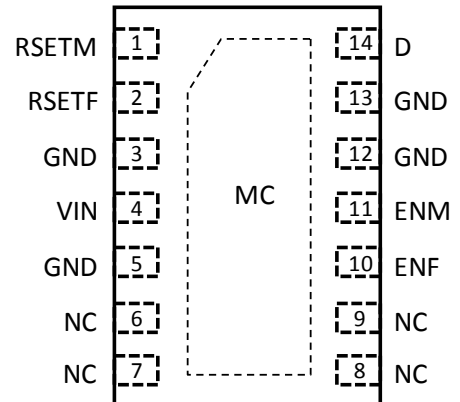 RSETM 1 14 D
RSETF 2 13 GND
GND 3 12 GND
VIN 4 MC 11 ENM
GND 5 10 ENF
NC 6 9 NC
NC 7 8 NC